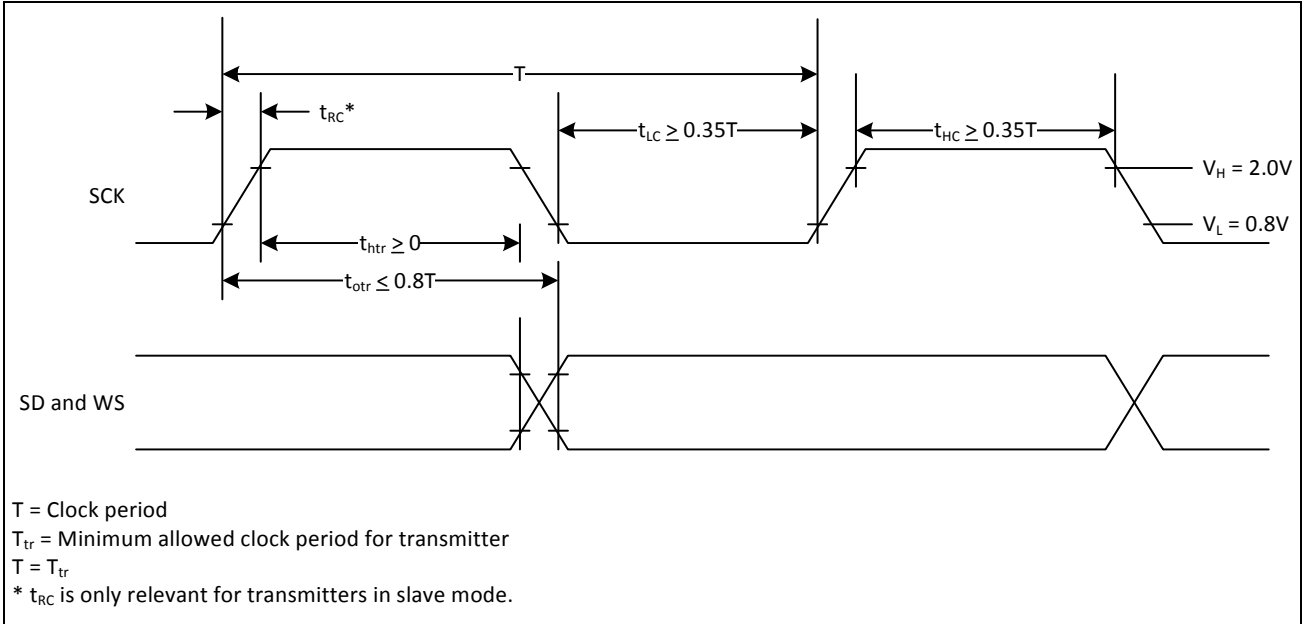 T
t_RC*
t_LC ≥ 0.35T
t_HC ≥ 0.35T
V_H = 2.0V
SCK
V_L = 0.8V
t_htr ≥ 0
t_otr ≤ 0.8T
SD and WS
T = Clock period
T_tr = Minimum allowed clock period for transmitter
T = T_tr
* t_RC is only relevant for transmitters in slave mode.